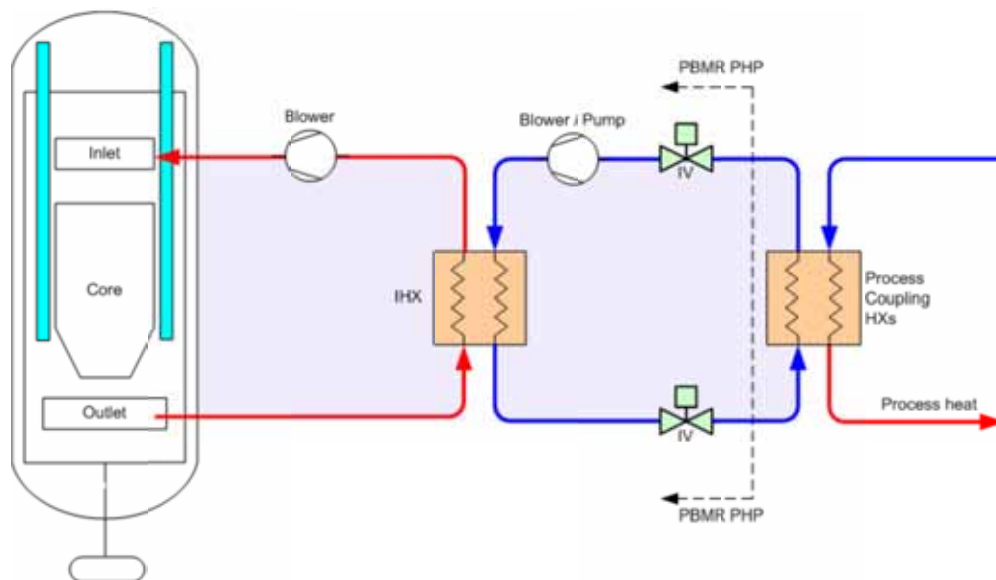 PBMR PHP
Blower
Blower / Pump
Inlet
IV
Core
IHX
Process
Coupling
HXs
Outlet
Process heat
IV
PBMR PHP